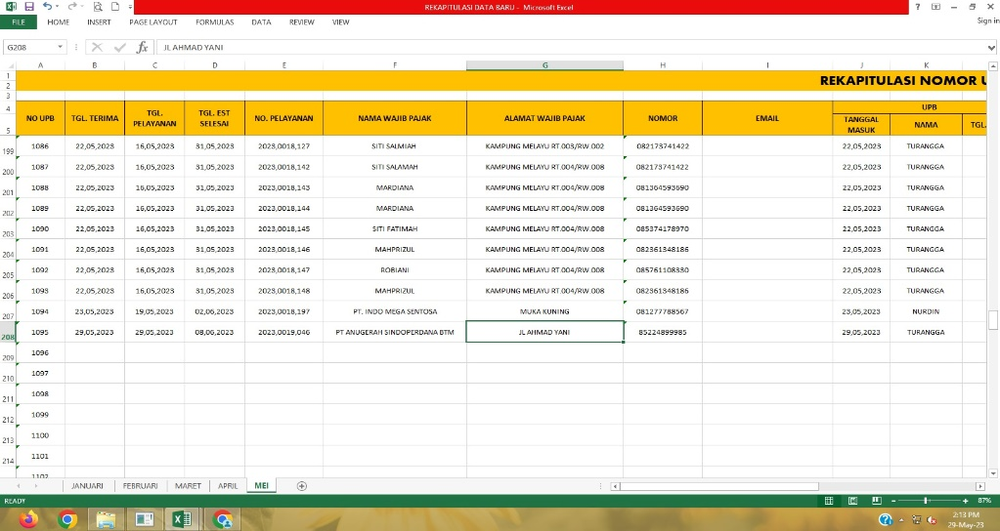 REKAPITULASI DATA BARU - Microsoft Excel
FILE HOME INSERT PAGE LAYOUT FORMULAS DATA REVIEW VIEW Sign in
G208 fx JL AHMAD YANI
A B C D E F G H I J K
1
2 REKAPITULASI NOMOR U
3
4 NO UPB TGL. TERIMA TGL. PELAYANAN TGL. EST SELESAI NO. PELAYANAN NAMA WAJIB PAJAK ALAMAT WAJIB PAJAK NOMOR EMAIL UPB
5 TANGGAL MASUK NAMA TGL.
199 1086 22,05,2023 16,05,2023 31,05,2023 2023,0018,127 SITI SALMIAH KAMPUNG MELAYU RT.003/RW.002 082173741422 22,05,2023 TURANGGA
200 1087 22,05,2023 16,05,2023 31,05,2023 2023,0018,142 SITI SALAMAH KAMPUNG MELAYU RT.004/RW.008 082173741422 22,05,2023 TURANGGA
201 1088 22,05,2023 16,05,2023 31,05,2023 2023,0018,143 MARDIANA KAMPUNG MELAYU RT.004/RW.008 081364593690 22,05,2023 TURANGGA
202 1089 22,05,2023 16,05,2023 31,05,2023 2023,0018,144 MARDIANA KAMPUNG MELAYU RT.004/RW.008 081364593690 22,05,2023 TURANGGA
203 1090 22,05,2023 16,05,2023 31,05,2023 2023,0018,145 SITI FATIMAH KAMPUNG MELAYU RT.004/RW.008 085374178970 22,05,2023 TURANGGA
204 1091 22,05,2023 16,05,2023 31,05,2023 2023,0018,146 MAHPRIZUL KAMPUNG MELAYU RT.004/RW.008 082361348186 22,05,2023 TURANGGA
205 1092 22,05,2023 16,05,2023 31,05,2023 2023,0018,147 ROBIANI KAMPUNG MELAYU RT.004/RW.008 085761108330 22,05,2023 TURANGGA
206 1093 22,05,2023 16,05,2023 31,05,2023 2023,0018,148 MAHPRIZUL KAMPUNG MELAYU RT.004/RW.008 082361348186 22,05,2023 TURANGGA
207 1094 23,05,2023 19,05,2023 02,06,2023 2023,0018,197 PT. INDO MEGA SENTOSA MUKA KUNING 081277788567 23,05,2023 NURDIN
208 1095 29,05,2023 29,05,2023 08,06,2023 2023,0019,046 PT ANUGERAH SINDOPERDANA BTM JL AHMAD YANI 85224899985 29,05,2023 TURANGGA
209 1096
210 1097
211 1098
212 1099
213 1100
214 1101
1102
JANUARI FEBRUARI MARET APRIL MEI
READY 87%
2:13 PM
29-May-23